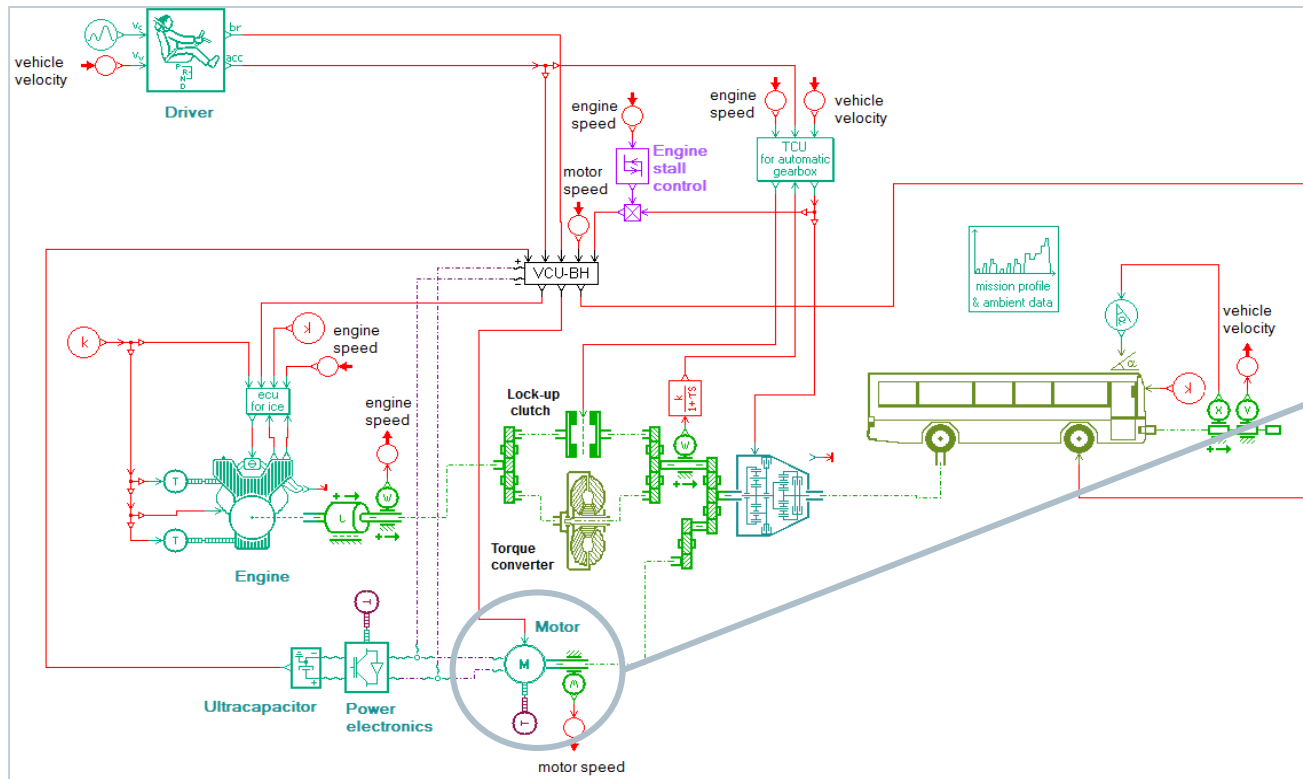 br
acc
vehicle
velocity
P
R
N
D
Driver
engine
speed
vehicle
velocity
engine
speed
TCU
for automatic
gearbox
Engine
stall
control
motor
speed
+
VCU-BH
−
mission profile
& ambient data
k
k
engine
speed
vehicle
velocity
α
k
X
V
ecu
for ice
engine
speed
Lock-up
clutch
k
1+TS
W
W
T
T
Engine
Torque
converter
T
Motor
M
W
T
−
+
Ultracapacitor
Power
electronics
motor speed